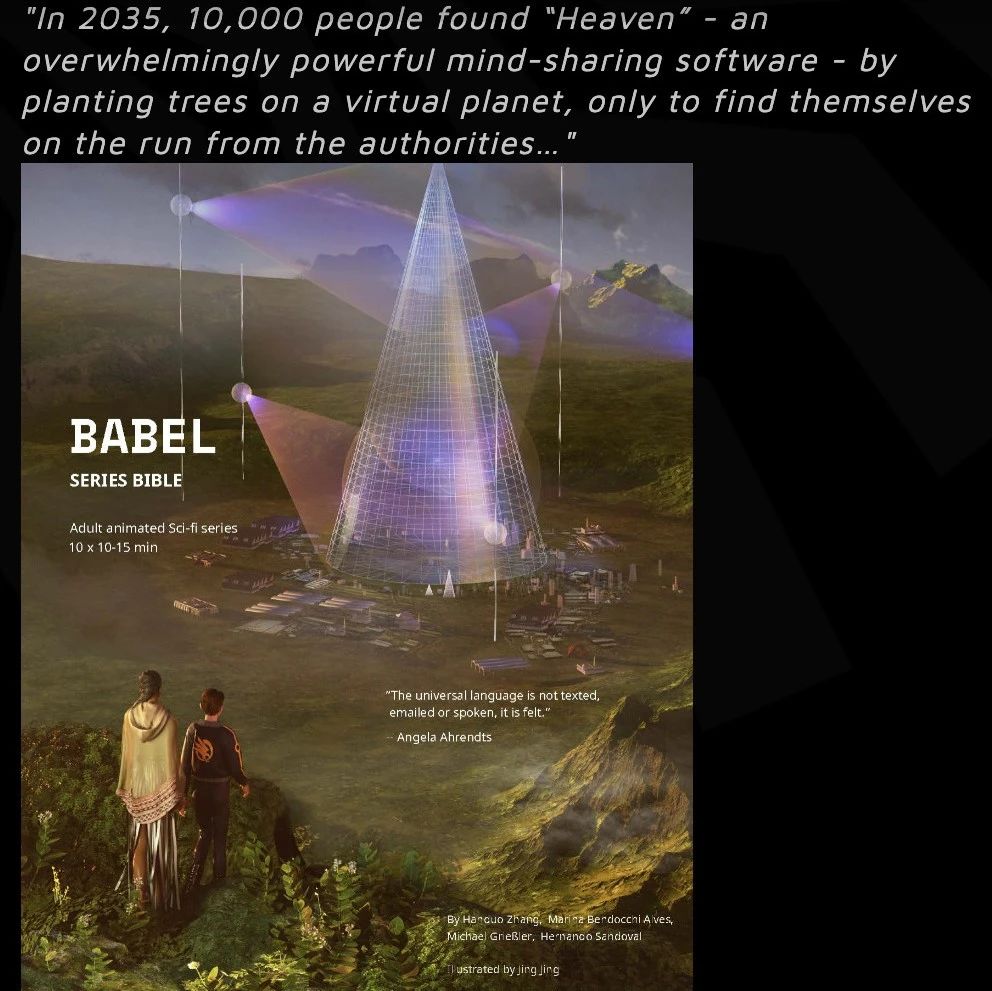 "In 2035, 10,000 people found “Heaven” - an
overwhelmingly powerful mind-sharing software - by
planting trees on a virtual planet, only to find themselves
on the run from the authorities..."
BABEL
SERIES BIBLE
Adult animated Sci-fi series
10 x 10-15 min
“The universal language is not texted,
emailed or spoken, it is felt.”
- Angela Ahrendts
By Hanquo Zhang, Marina Bendocchi Alves,
Michael Grießler, Hernando Sandoval
Illustrated by Jing Jing